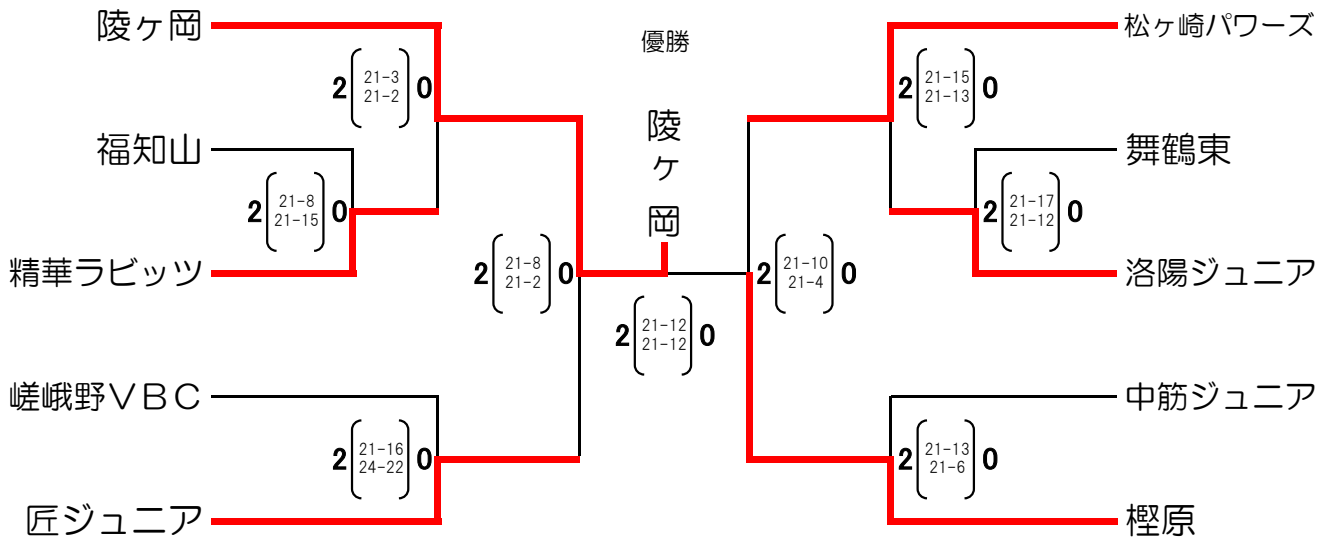 陵ヶ岡
2 21-3 0
21-2
福知山
2 21-8 0
21-15
精華ラビッツ
2 21-8 0
21-2
嵯峨野VBC
2 21-16 0
24-22
匠ジュニア
優勝
陵ヶ岡
2 21-12 0
21-12
松ヶ崎パワーズ
2 21-15 0
21-13
舞鶴東
2 21-17 0
21-12
洛陽ジュニア
2 21-10 0
21-4
中筋ジュニア
2 21-13 0
21-6
樫原